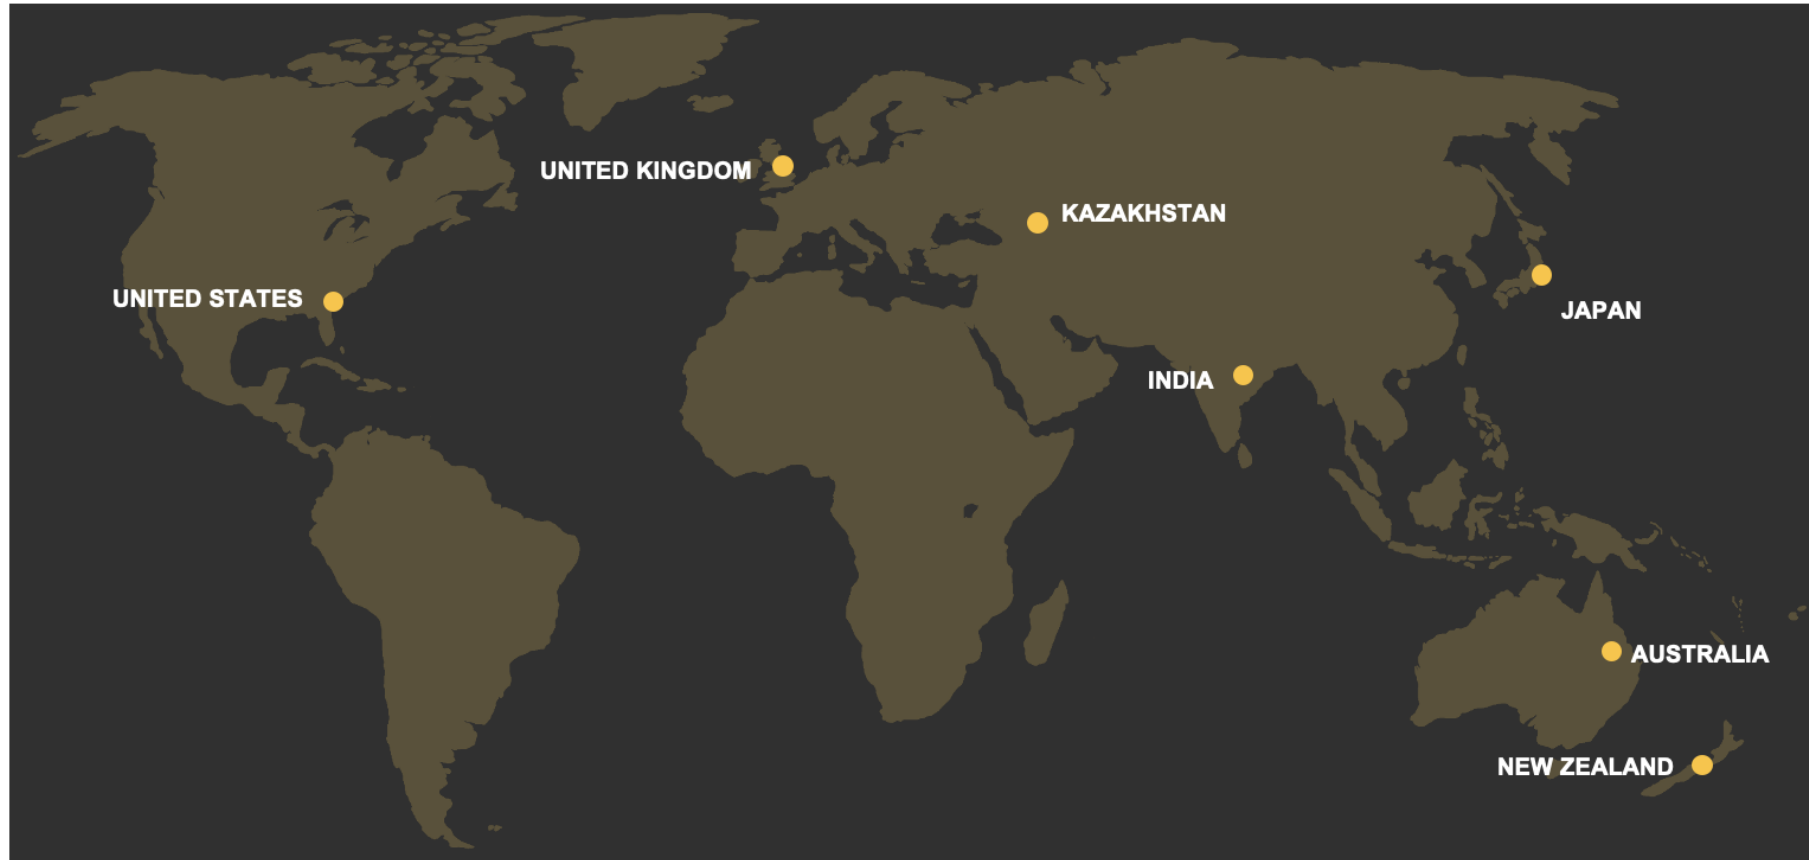 UNITED KINGDOM
KAZAKHSTAN
UNITED STATES
JAPAN
INDIA
AUSTRALIA
NEW ZEALAND